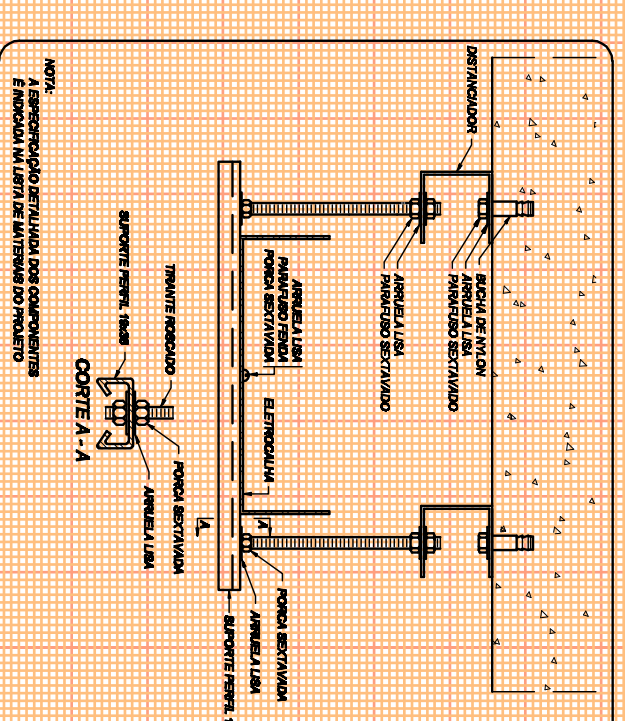 DISTANCIADOR
BUCHA DE NYLON
ARRUELA LISA
PARAFUSO SEXTAVADO
ARRUELA LISA
PARAFUSO SEXTAVADO
ARRUELA LISA
PARAFUSO FENDA
PORCA SEXTAVADA
ELETROCALHA
A
A
PORCA SEXTAVADA
ARRUELA LISA
SUPORTE PERFIL
TIRANTE ROSCADO
SUPORTE PERFIL
PORCA SEXTAVADA
ARRUELA LISA
CORTE A - A
NOTA:
A ESPECIFICAÇÃO DETALHADA DOS COMPONENTES
É INDICADA NA LISTA DE MATERIAIS DO PROJETO